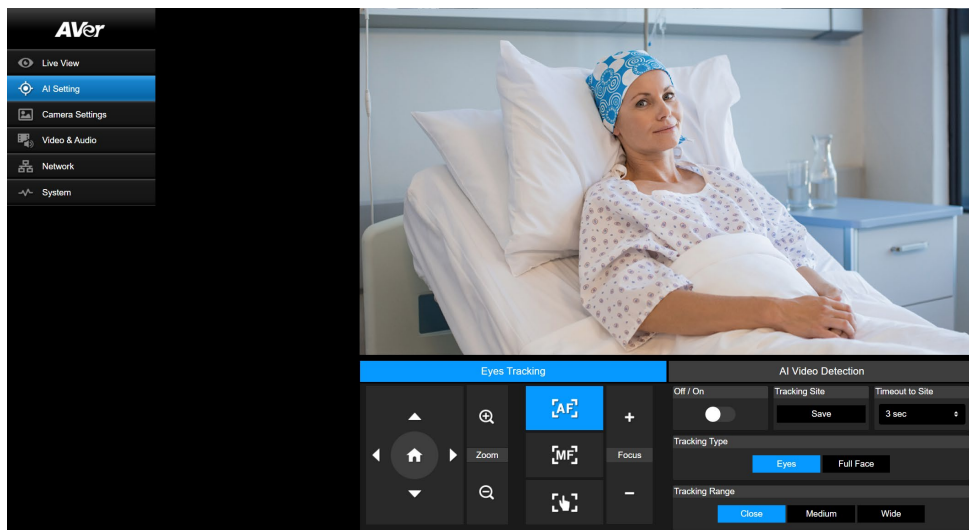 AVer
Live View
AI Setting
Camera Settings
Video & Audio
Network
System
Eyes Tracking
AI Video Detection
Zoom
[AF]
[MF]
+
Focus
−
Off / On
Tracking Site
Timeout to Site
Save
3 sec
Tracking Type
Eyes
Full Face
Tracking Range
Close
Medium
Wide